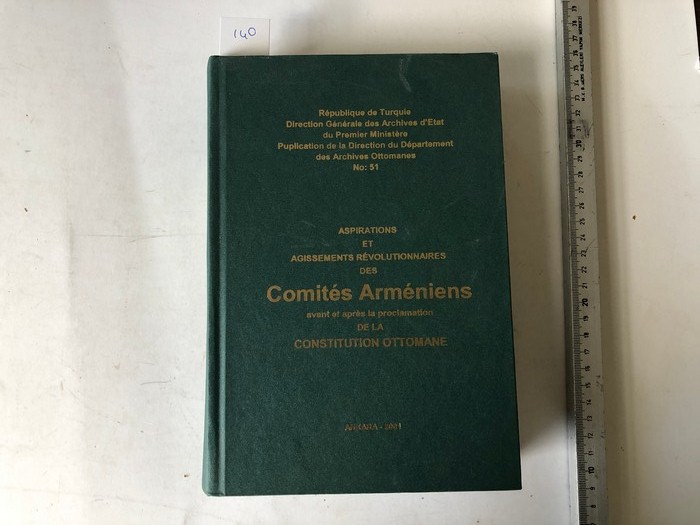 140
République de Turquie
Direction Générale des Archives d'Etat
du Premier Ministére
Puplication de la Direction du Départament
des Archives Ottomanes
No: 51
ASPIRATIONS
ET
AGISSEMENTS RÉVOLUTIONNAIRES
DES
Comités Arméniens
avant et après la proclamation
DE LA
CONSTITUTION OTTOMANE
ANKARA - 2001